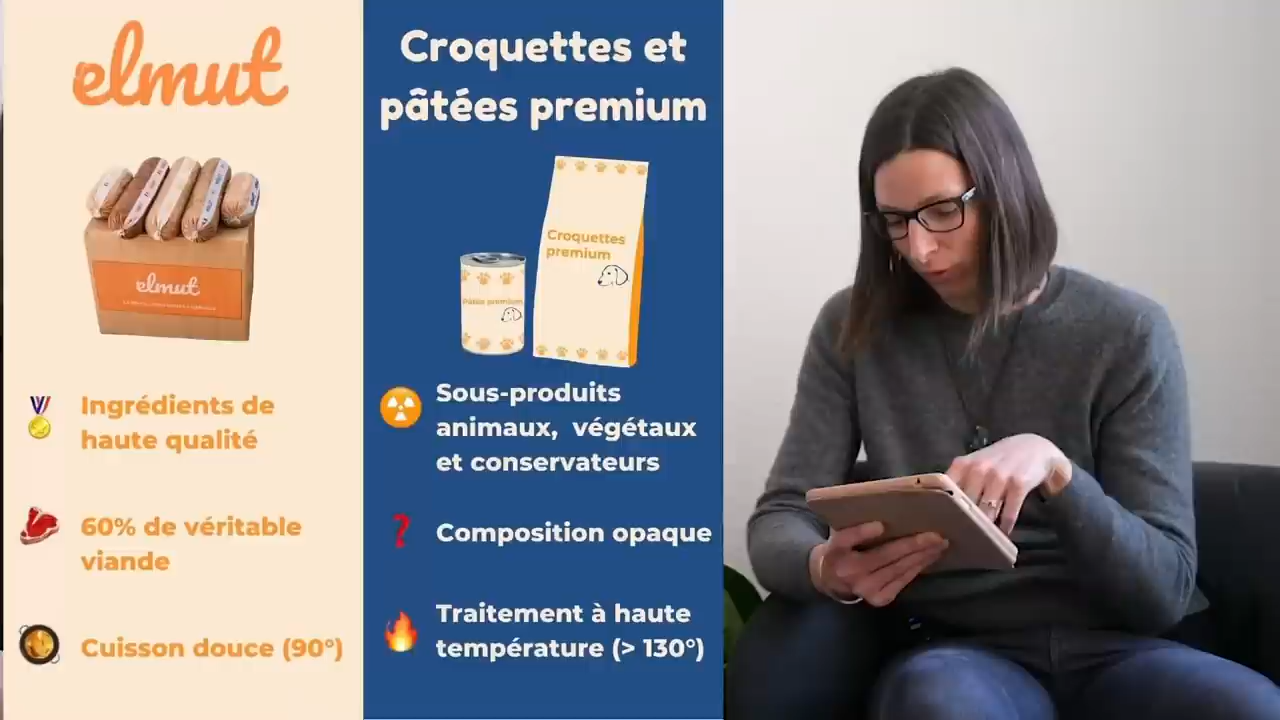 elmut
elmut
Ingrédients de
haute qualité
60% de véritable
viande
Cuisson douce (90°)
Croquettes et
pâtées premium
Croquettes
premium
Pâtée premium
Sous-produits
animaux, végétaux
et conservateurs
Composition opaque
Traitement à haute
température (> 130°)